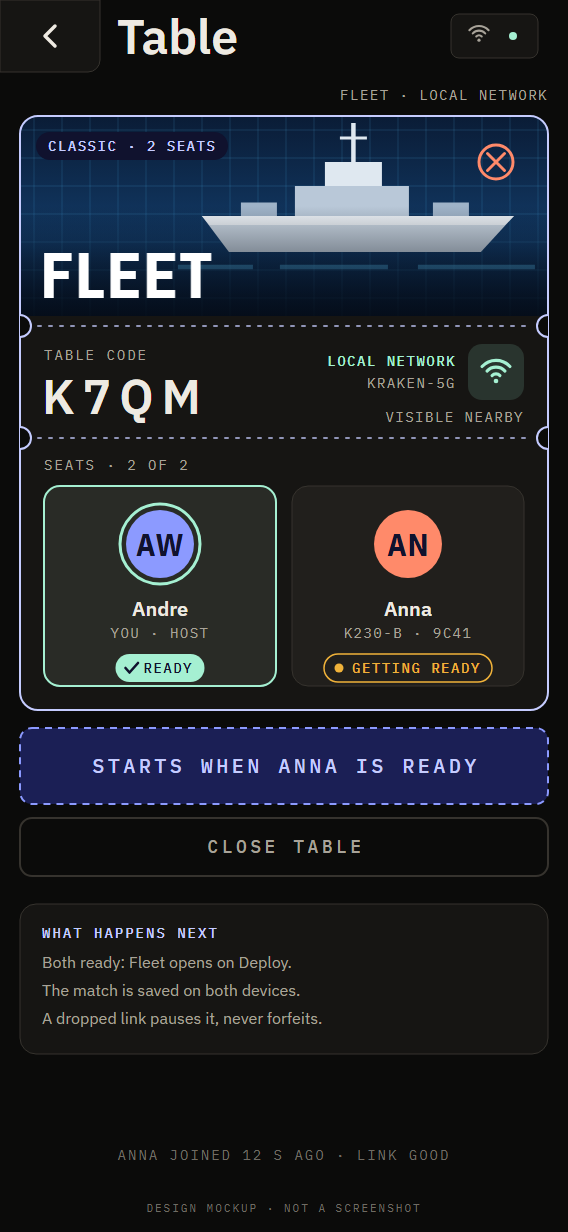 Table
FLEET · LOCAL NETWORK
CLASSIC · 2 SEATS
FLEET
TABLE CODE
K7QM
LOCAL NETWORK
KRAKEN-5G
VISIBLE NEARBY
SEATS · 2 OF 2
AW
Andre
YOU · HOST
READY
AN
Anna
K230-B · 9C41
GETTING READY
STARTS WHEN ANNA IS READY
CLOSE TABLE
WHAT HAPPENS NEXT
Both ready: Fleet opens on Deploy.
The match is saved on both devices.
A dropped link pauses it, never forfeits.
ANNA JOINED 12 S AGO · LINK GOOD
DESIGN MOCKUP · NOT A SCREENSHOT